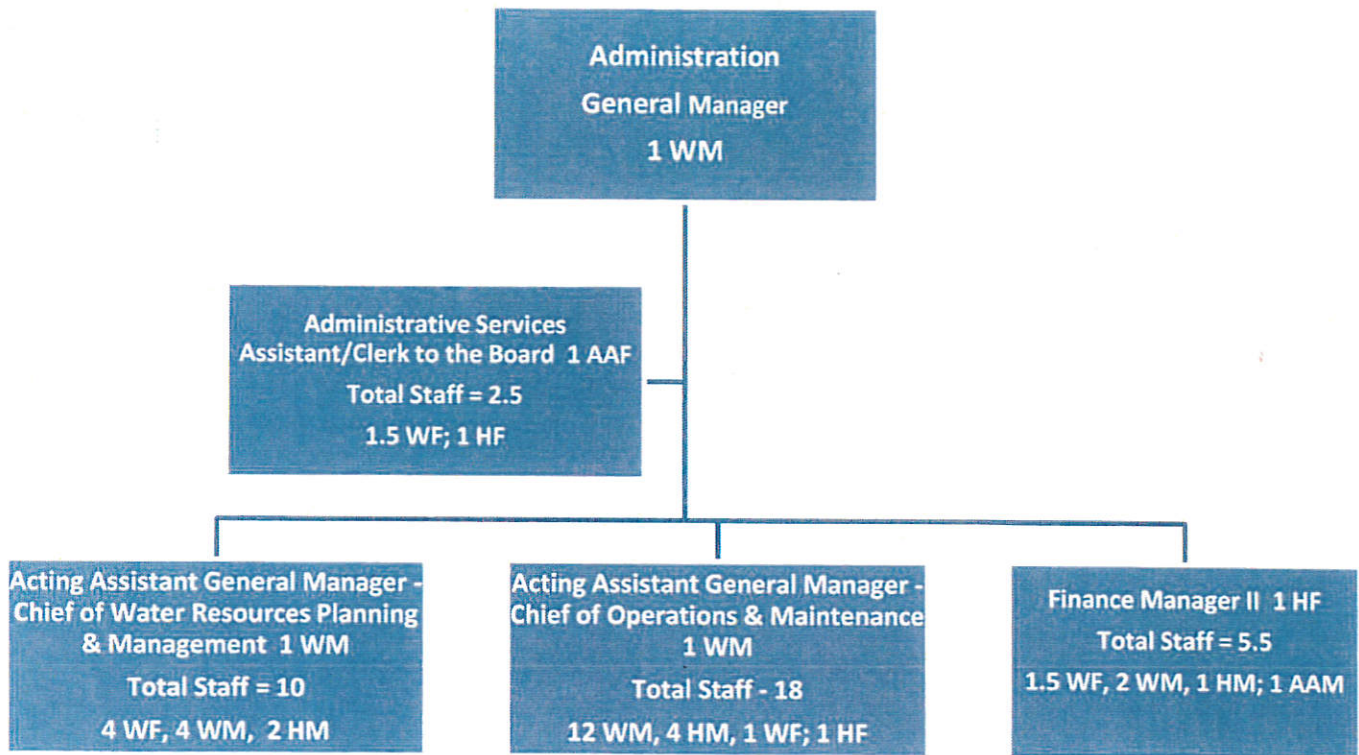 Administration
General Manager
1 WM
Administrative Services
Assistant/Clerk to the Board 1 AAF
Total Staff = 2.5
1.5 WF; 1 HF
Acting Assistant General Manager -
Chief of Water Resources Planning
& Management 1 WM
Total Staff = 10
4 WF, 4 WM, 2 HM
Acting Assistant General Manager -
Chief of Operations & Maintenance
1 WM
Total Staff - 18
12 WM, 4 HM, 1 WF; 1 HF
Finance Manager II 1 HF
Total Staff = 5.5
1.5 WF, 2 WM, 1 HM; 1 AAM